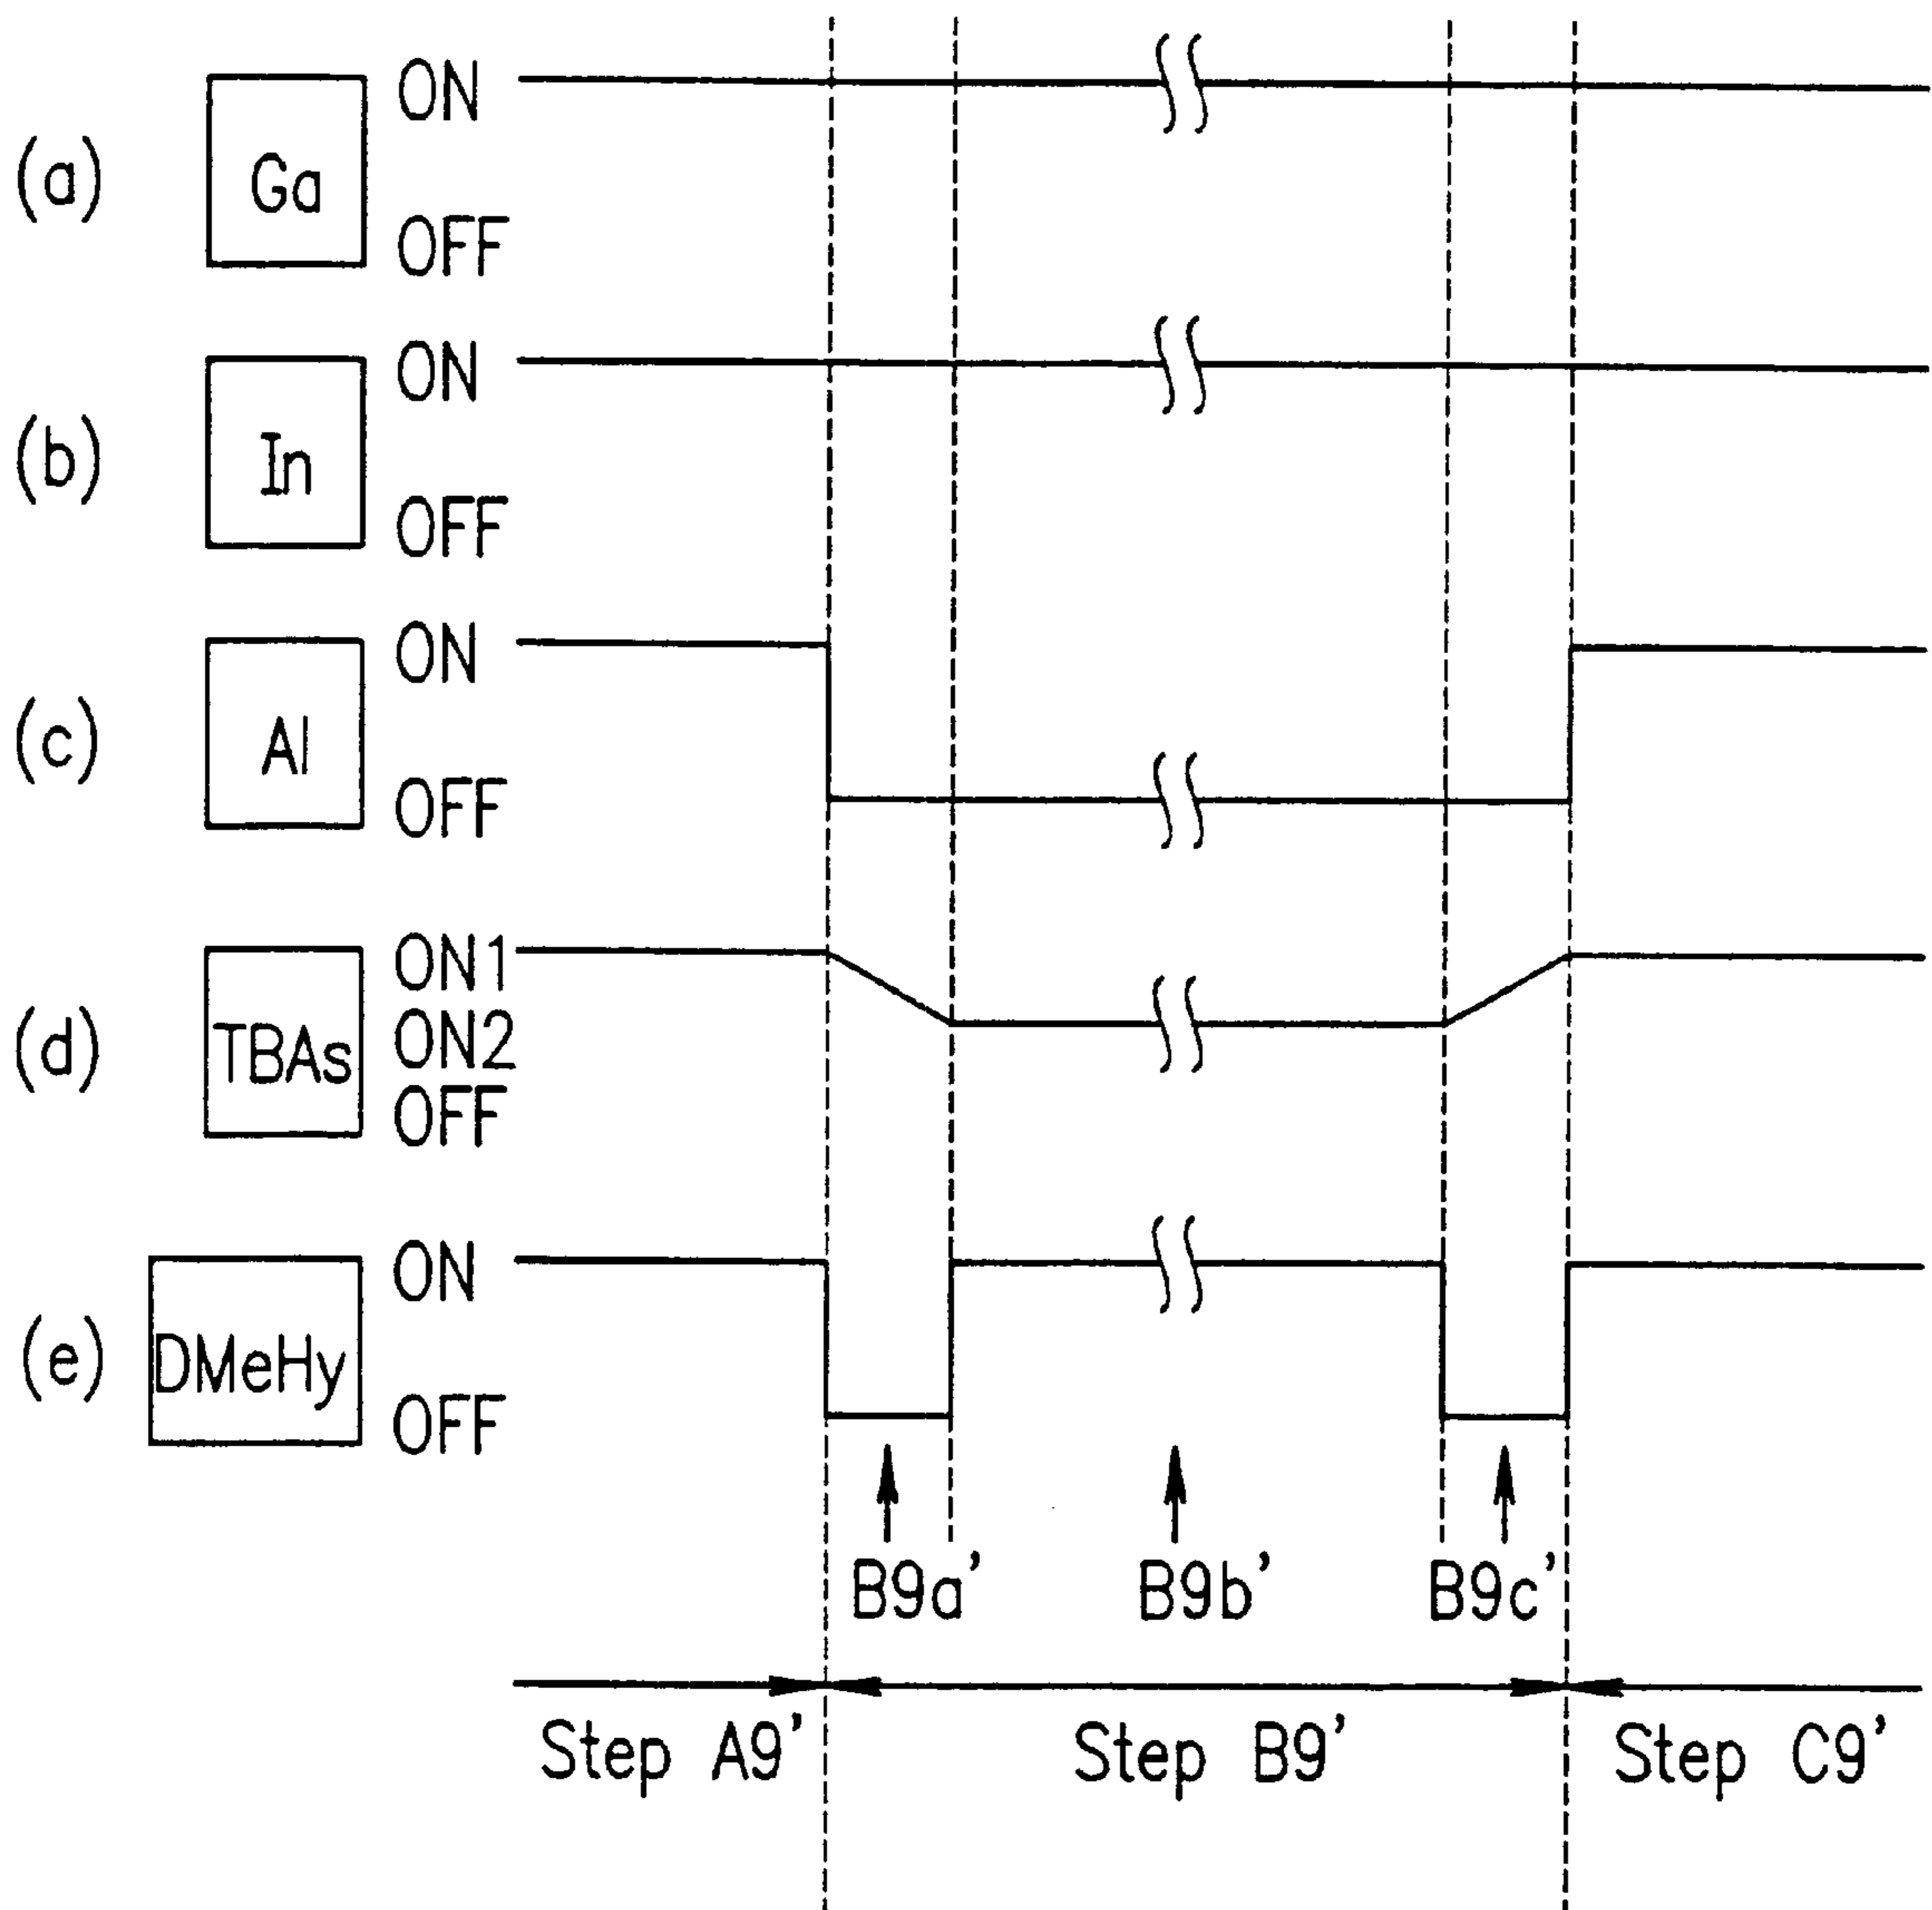 (a) Ga ON
OFF
(b) In ON
OFF
(c) Al ON
OFF
(d) TBAs ON1
ON2
OFF
(e) DMeHy ON
OFF
B9a' B9b' B9c'
Step A9' Step B9' Step C9'